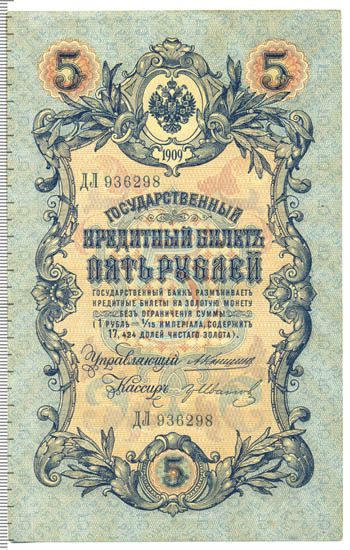 5 5
1909
ДЛ 936298
ГОСУДАРСТВЕННЫЙ
КРЕДИТНЫЙ БИЛЕТЪ
ПЯТЬ РУБЛЕЙ
ГОСУДАРСТВЕННЫЙ БАНКЪ РАЗМѢНИВАЕТЪ
КРЕДИТНЫЕ БИЛЕТЫ НА ЗОЛОТУЮ МОНЕТУ
БЕЗЪ ОГРАНИЧЕНІЯ СУММЫ
(1 РУБЛЬ = 1/15 ИМПЕРІАЛА, СОДЕРЖИТЪ
17,424 ДОЛЕЙ ЧИСТАГО ЗОЛОТА).
Управляющій
Кассиръ
ДЛ 936298
5